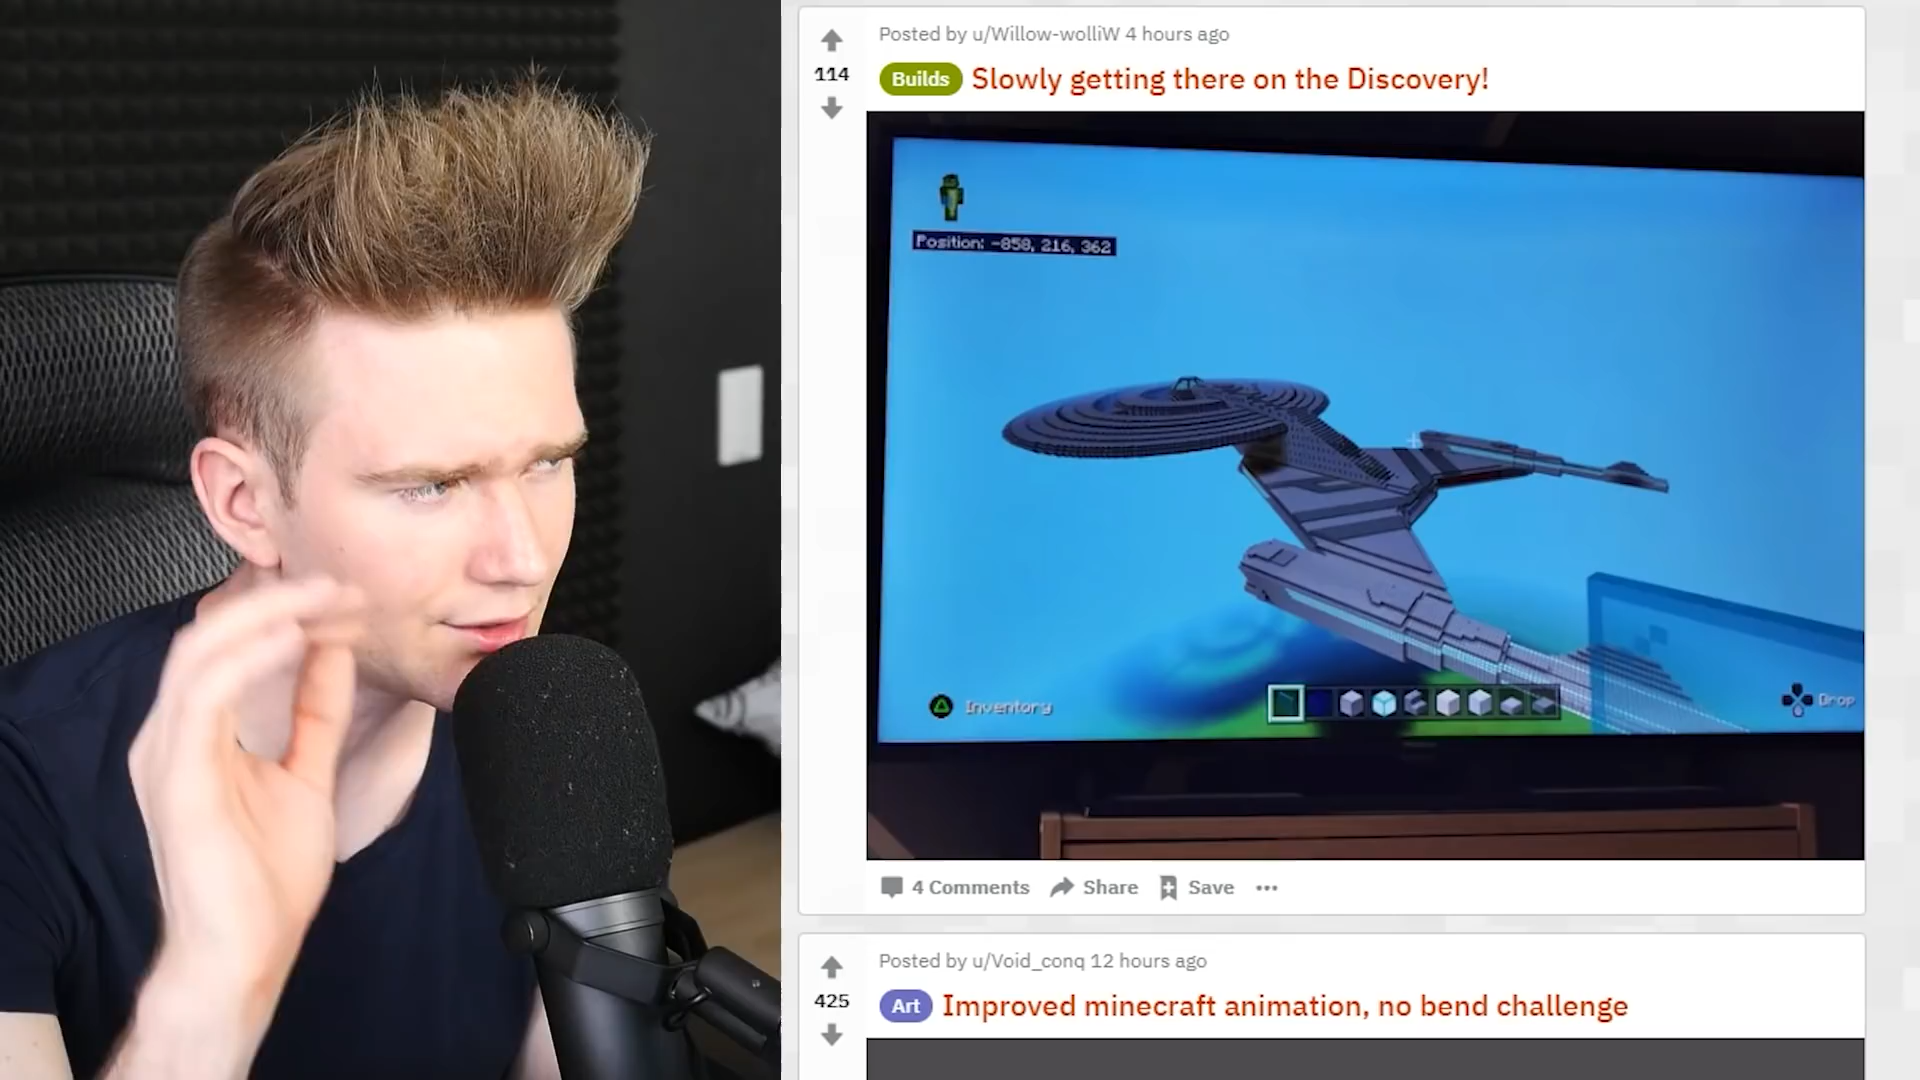 Posted by u/Willow-wolliW 4 hours ago
114
Builds Slowly getting there on the Discovery!
Position: -858, 216, 362
Inventory
Drop
4 Comments Share Save
Posted by u/Void_conq 12 hours ago
425
Art Improved minecraft animation, no bend challenge